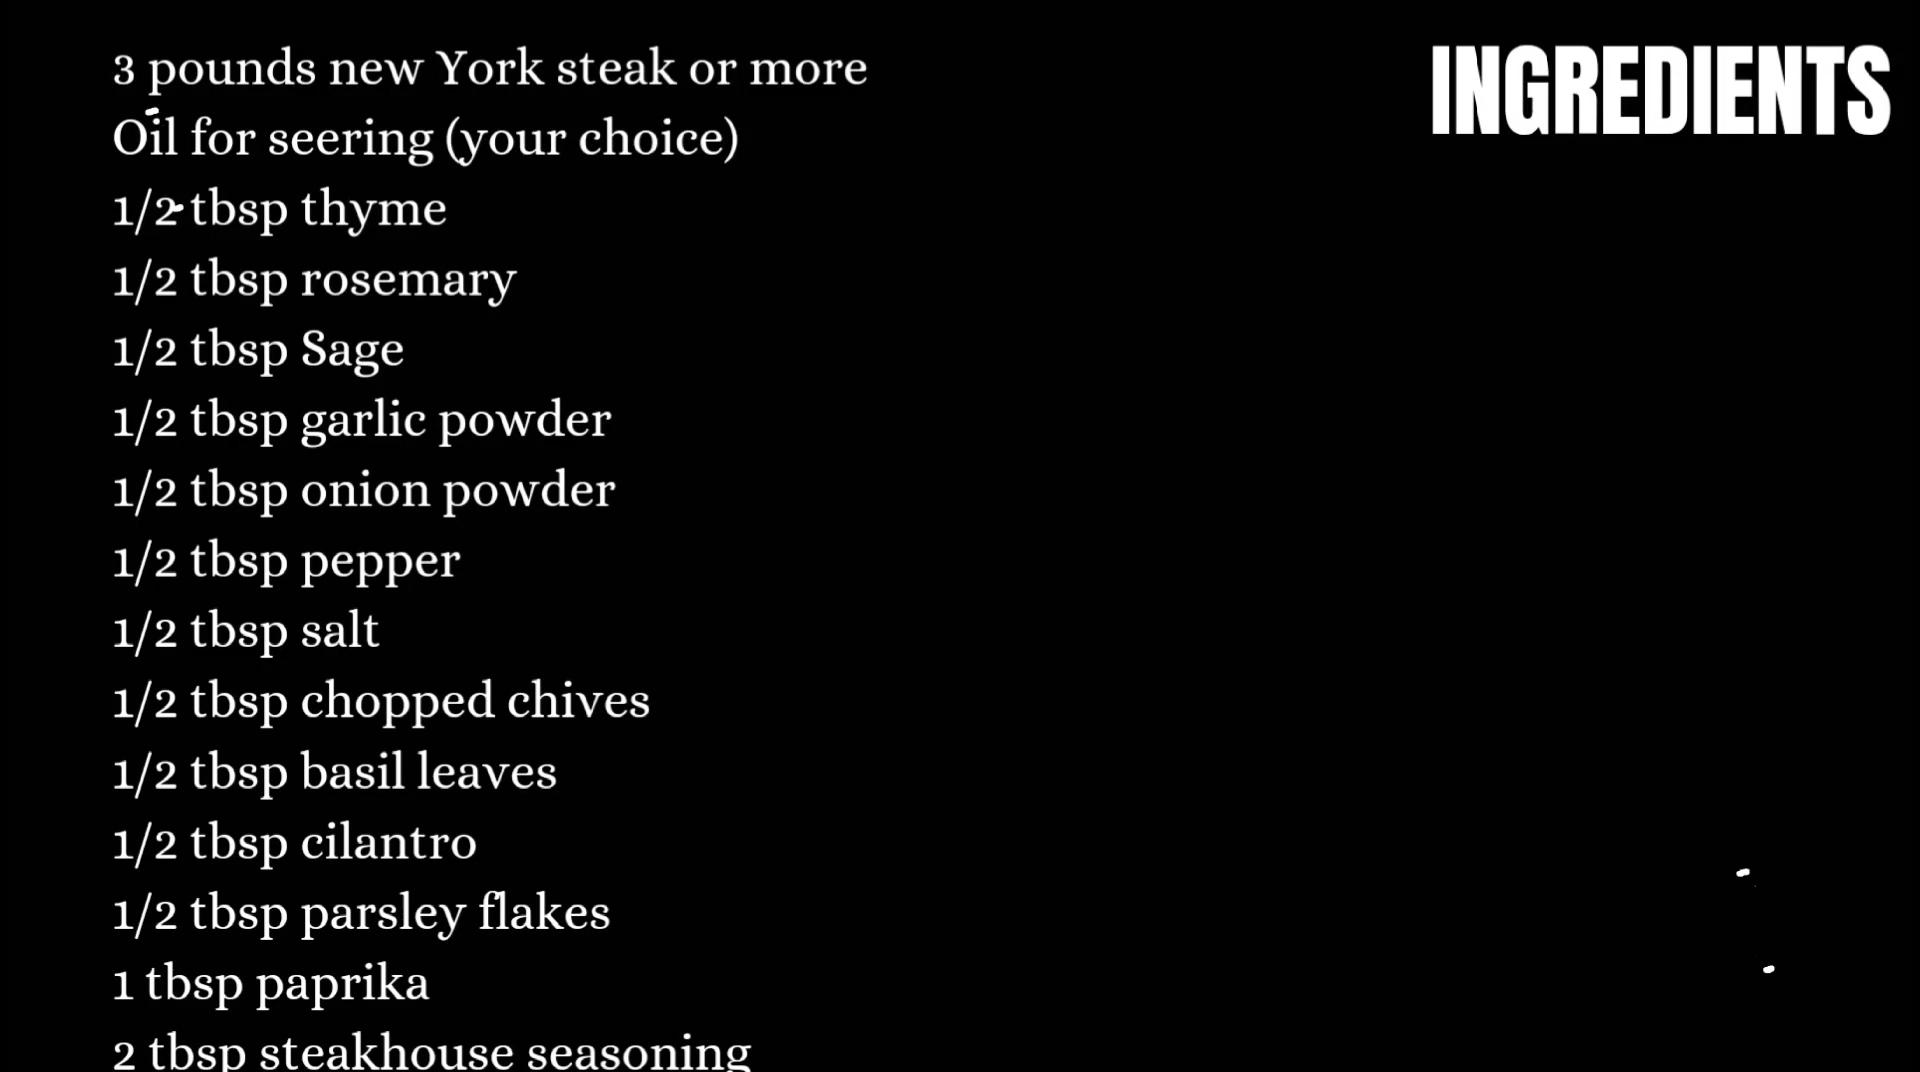 INGREDIENTS
3 pounds new York steak or more
Oil for seering (your choice)
1/2 tbsp thyme
1/2 tbsp rosemary
1/2 tbsp Sage
1/2 tbsp garlic powder
1/2 tbsp onion powder
1/2 tbsp pepper
1/2 tbsp salt
1/2 tbsp chopped chives
1/2 tbsp basil leaves
1/2 tbsp cilantro
1/2 tbsp parsley flakes
1 tbsp paprika
2 tbsp steakhouse seasoning